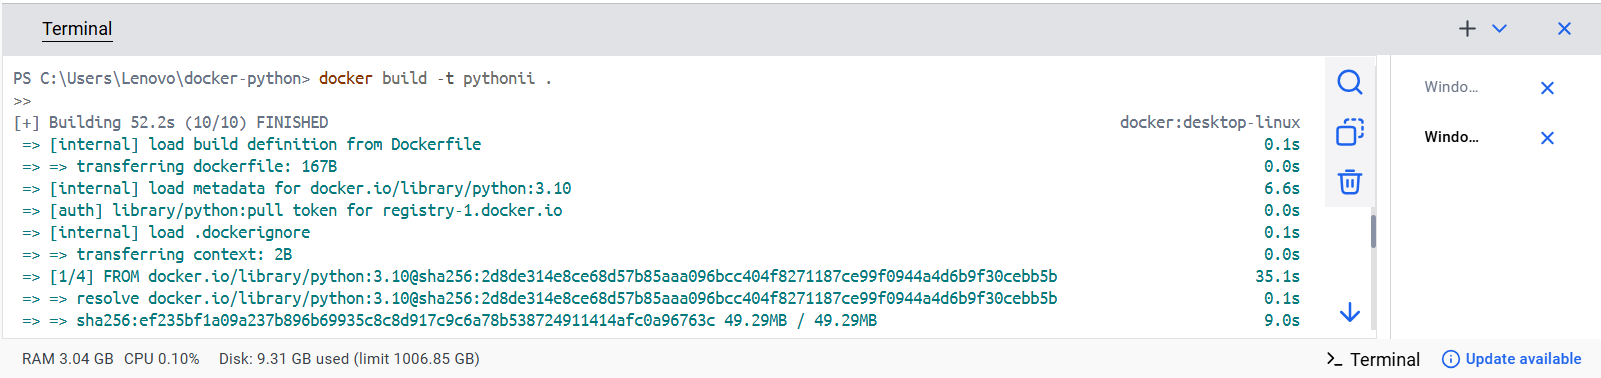 Terminal
PS C:\Users\Lenovo\docker-python> docker build -t pythonii .
>>
[+] Building 52.2s (10/10) FINISHED docker:desktop-linux
=> [internal] load build definition from Dockerfile 0.1s
=> => transferring dockerfile: 167B 0.0s
=> [internal] load metadata for docker.io/library/python:3.10 6.6s
=> [auth] library/python:pull token for registry-1.docker.io 0.0s
=> [internal] load .dockerignore 0.1s
=> => transferring context: 2B 0.0s
=> [1/4] FROM docker.io/library/python:3.10@sha256:2d8de314e8ce68d57b85aaa096bcc404f8271187ce99f0944a4d6b9f30cebb5b 35.1s
=> => resolve docker.io/library/python:3.10@sha256:2d8de314e8ce68d57b85aaa096bcc404f8271187ce99f0944a4d6b9f30cebb5b 0.1s
=> => sha256:ef235bf1a09a237b896b69935c8c8d917c9c6a78b538724911414afc0a96763c 49.29MB / 49.29MB 9.0s
Windo...
Windo...
RAM 3.04 GB CPU 0.10% Disk: 9.31 GB used (limit 1006.85 GB)
>_ Terminal
Update available